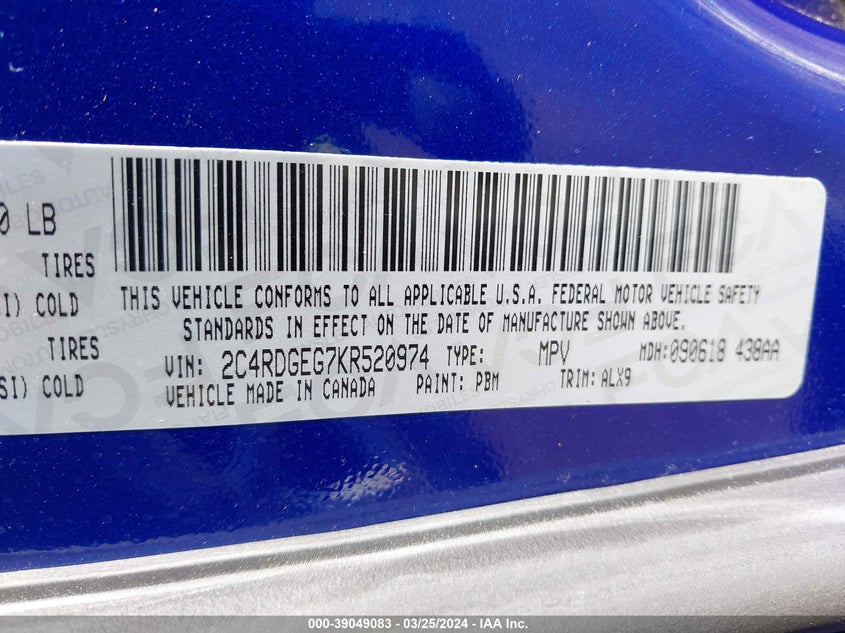 0 LB
TIRES
I) COLD
TIRES
SI) COLD
THIS VEHICLE CONFORMS TO ALL APPLICABLE U.S.A. FEDERAL MOTOR VEHICLE SAFETY
STANDARDS IN EFFECT ON THE DATE OF MANUFACTURE SHOWN ABOVE.
VIN: 2C4RDGEG7KR520974 TYPE: MPV MDH: 090618 438AA
VEHICLE MADE IN CANADA PAINT: PBM TRIM: ALX9
000-39049083 / 03/25/2024 - IAA Inc.